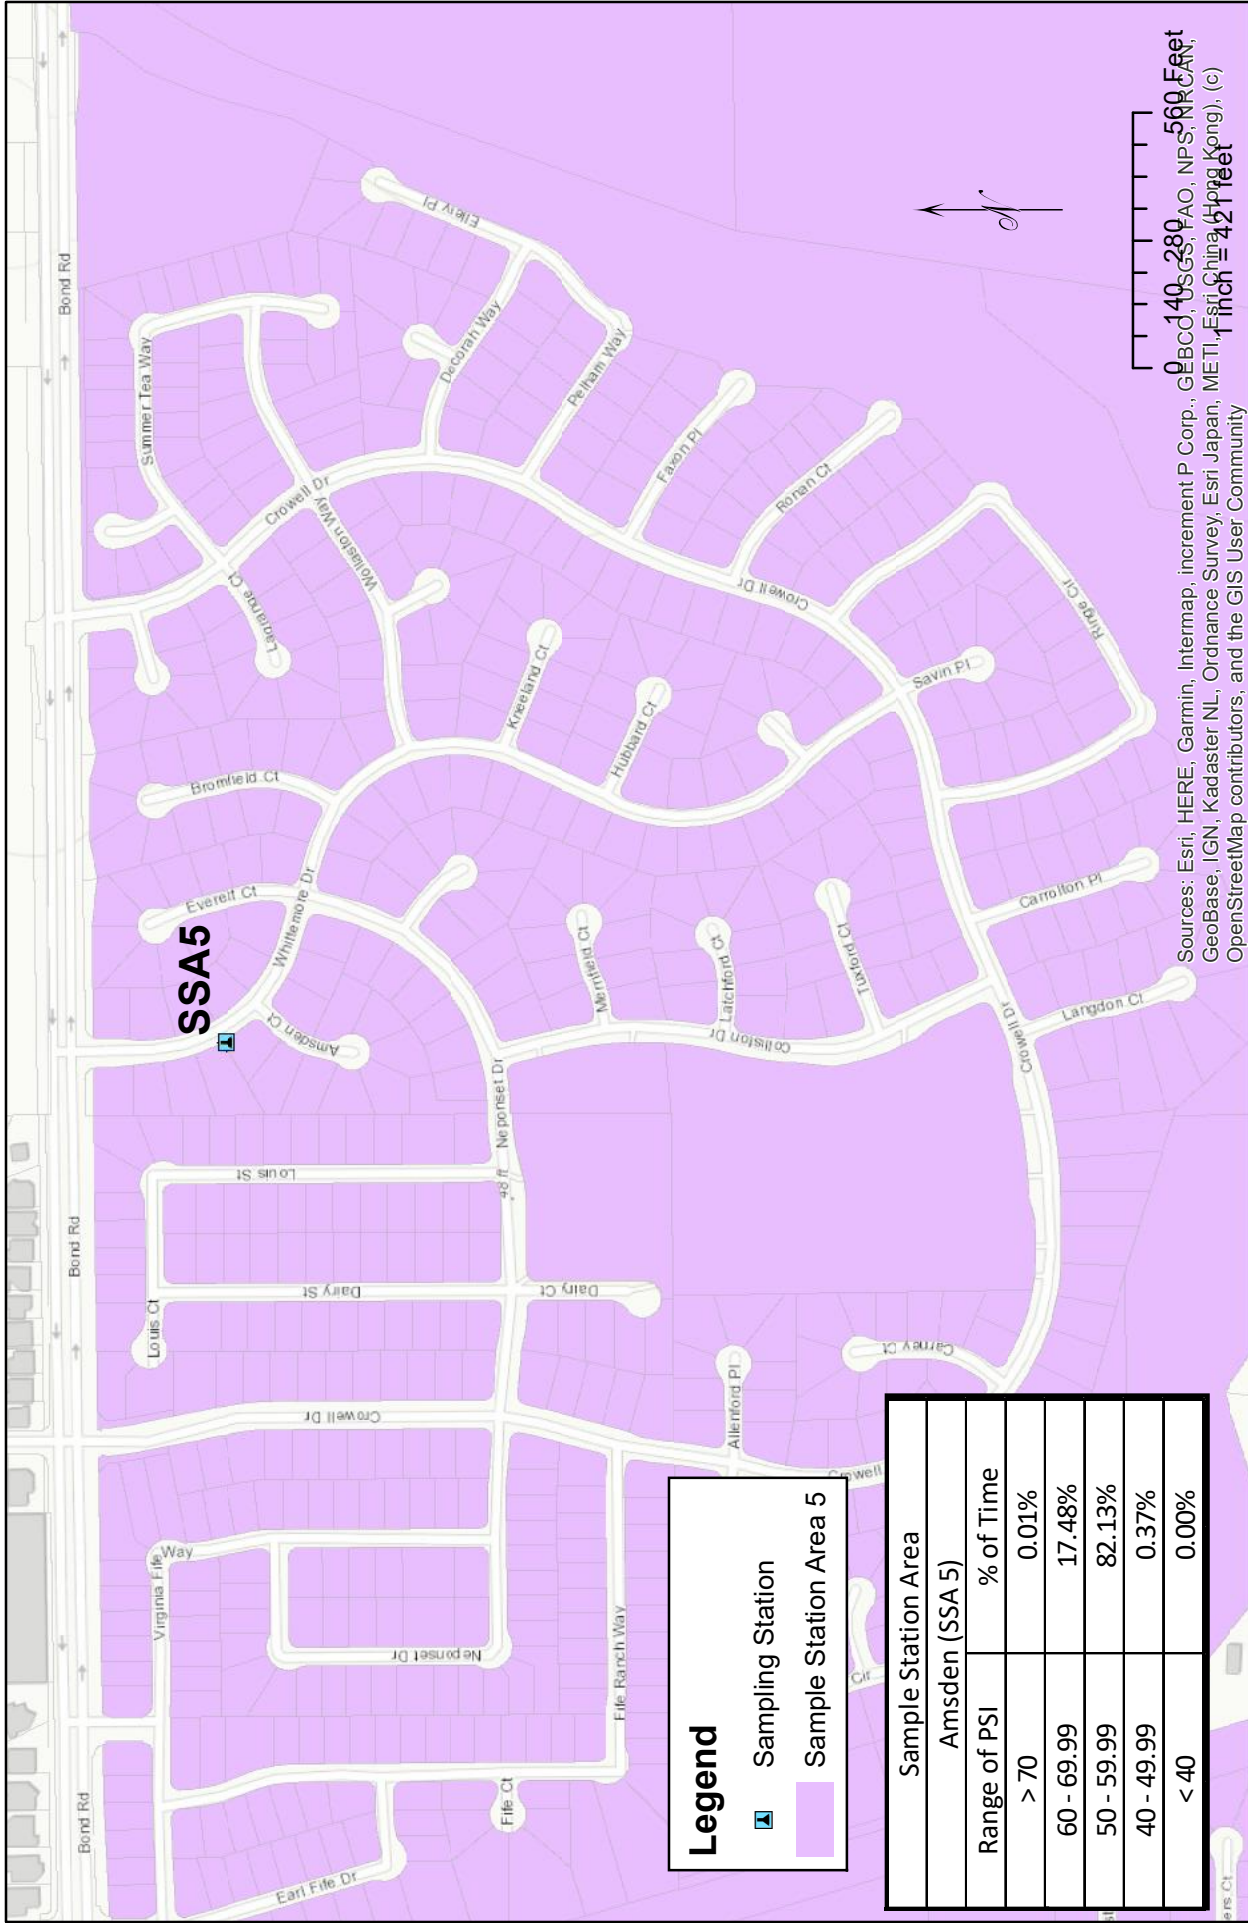 Bond Rd
Bond Rd
Bond Rd
Virginia Fife Way
Earl Fife Dr
Fife Ct
Fife Ranch Way
Neponset Dr
Crowell Dr
Louis Ct
Dairy St
Louis St
Dairy Ct
48 ft
Neponset Dr
Allenford Pl
Crowell
Carney Ct
Cir
SSA5
Amsden Ct
Whittemore Dr
Everett Ct
Bromfield Ct
Merrifield Ct
Latchford Ct
Tuxford Ct
Colliston Dr
Crowell Dr
Langdon Ct
Carrolton Pl
Lagrange Ct
Summer Tea Way
Crowell Dr
Wollaston Way
Kneeland Ct
Hubbard Ct
Savin Pl
Ringe Cir
Crowell Dr
Ronan Ct
Faxon Pl
Pelham Way
Decorah Way
Ellery Pl
st
ers Ct
Legend
Sampling Station
Sample Station Area 5
Sample Station Area
Amsden (SSA 5)
Range of PSI % of Time
> 70 0.01%
60 - 69.99 17.48%
50 - 59.99 82.13%
40 - 49.99 0.37%
< 40 0.00%
N
0 140 280 560 Feet
1 inch = 421 feet
Sources: Esri, HERE, Garmin, Intermap, increment P Corp., GEBCO, USGS, FAO, NPS, NRCAN,
GeoBase, IGN, Kadaster NL, Ordnance Survey, Esri Japan, METI, Esri China (Hong Kong), (c)
OpenStreetMap contributors, and the GIS User Community